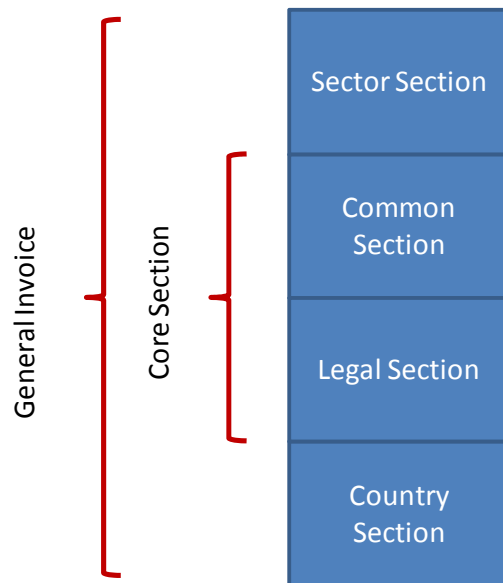 General Invoice
Core Section
Sector Section
Common
Section
Legal Section
Country
Section